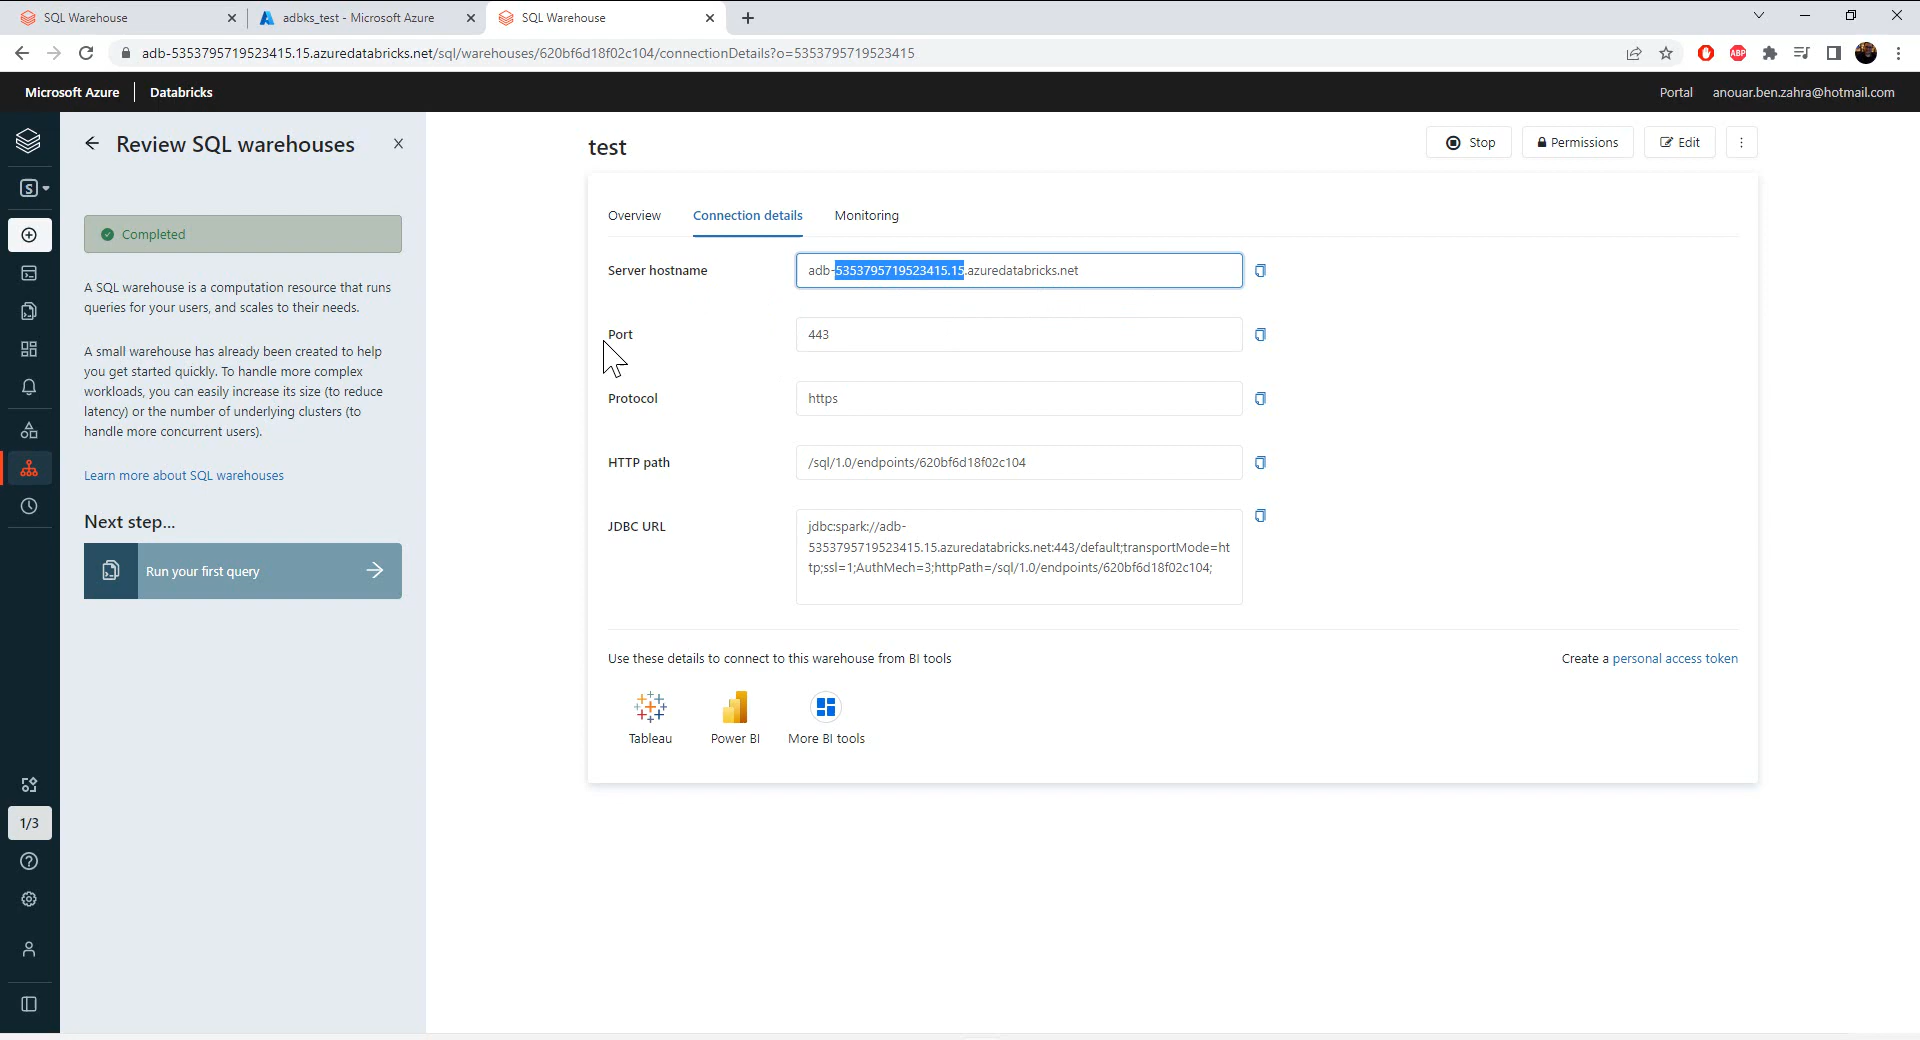 SQL Warehouse
adbks_test - Microsoft Azure
SQL Warehouse
adb-5353795719523415.15.azuredatabricks.net/sql/warehouses/620bf6d18f02c104/connectionDetails?o=5353795719523415
ABP
Microsoft Azure
Databricks
Portal
anouar.ben.zahra@hotmail.com
Review SQL warehouses
S
Completed
A SQL warehouse is a computation resource that runs
queries for your users, and scales to their needs.
A small warehouse has already been created to help
you get started quickly. To handle more complex
workloads, you can easily increase its size (to reduce
latency) or the number of underlying clusters (to
handle more concurrent users).
Learn more about SQL warehouses
Next step...
Run your first query
1/3
test
Stop
Permissions
Edit
Overview
Connection details
Monitoring
Server hostname
adb-5353795719523415.15.azuredatabricks.net
Port
443
Protocol
https
HTTP path
/sql/1.0/endpoints/620bf6d18f02c104
JDBC URL
jdbc:spark://adb-
5353795719523415.15.azuredatabricks.net:443/default;transportMode=ht
tp;ssl=1;AuthMech=3;httpPath=/sql/1.0/endpoints/620bf6d18f02c104;
Use these details to connect to this warehouse from BI tools
Create a personal access token
Tableau
Power BI
More BI tools